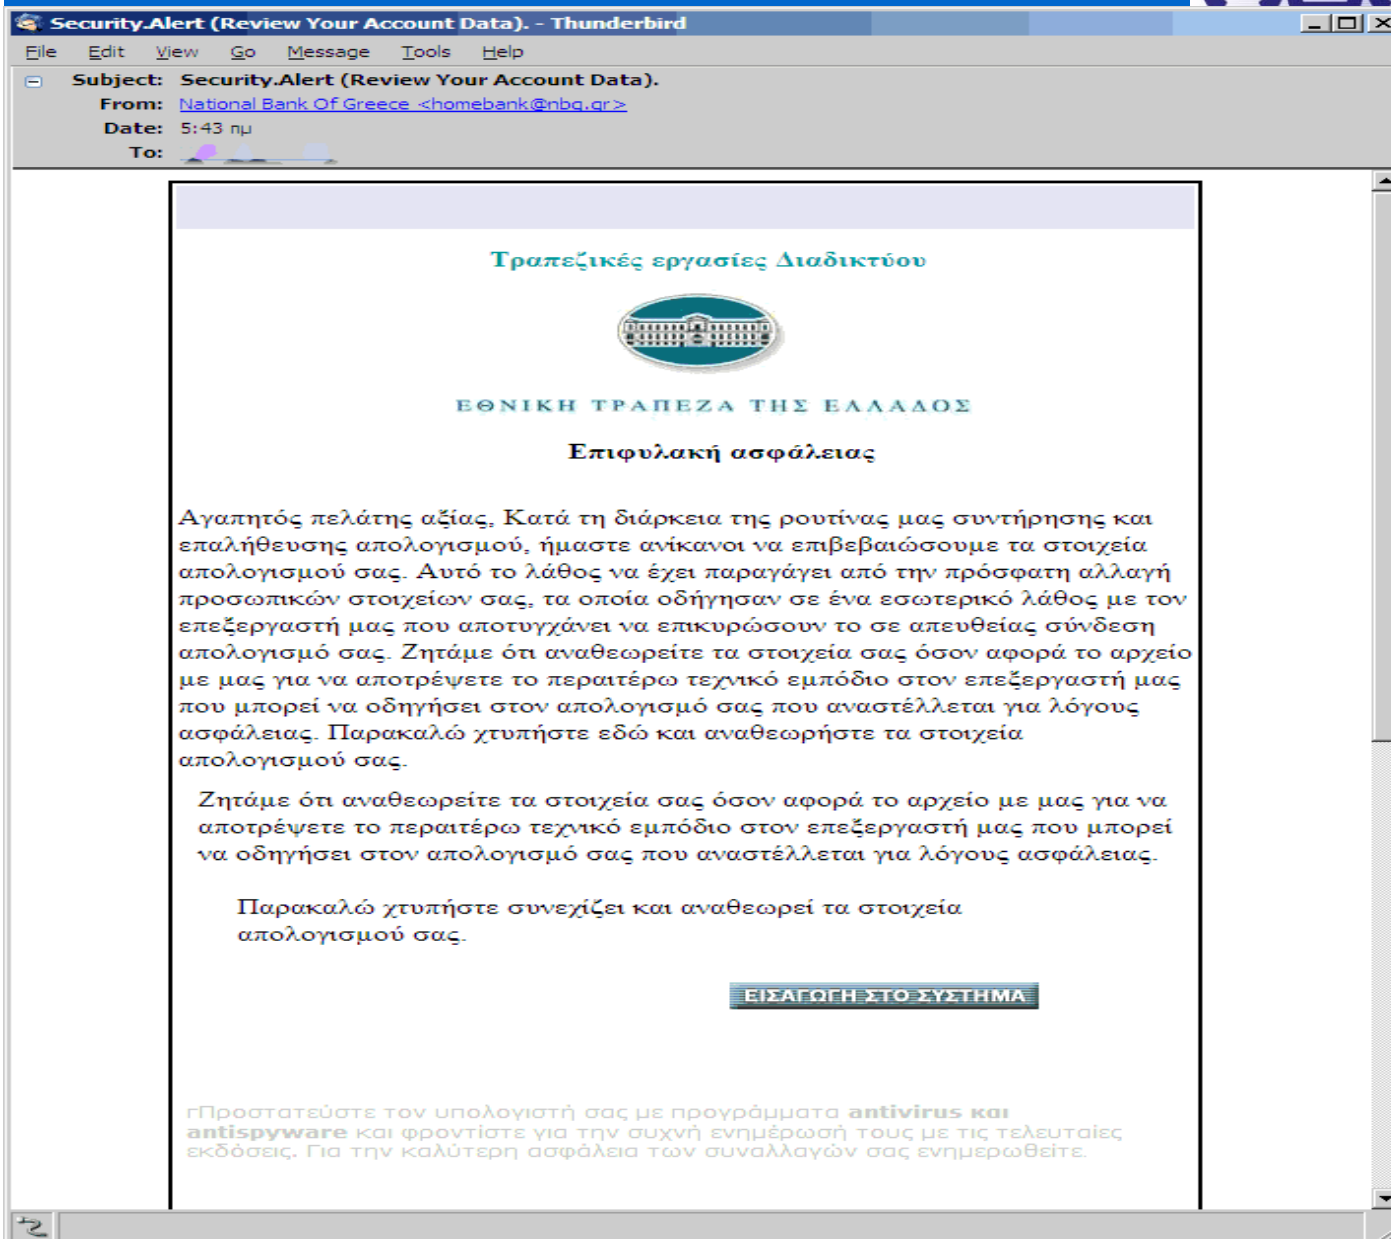 Security.Alert (Review Your Account Data). - Thunderbird
File Edit View Go Message Tools Help
Subject: Security.Alert (Review Your Account Data).
From: National Bank Of Greece <homebank@nbg.gr>
Date: 5:43 πμ
To:
Τραπεζικές εργασίες Διαδικτύου
ΕΘΝΙΚΗ ΤΡΑΠΕΖΑ ΤΗΣ ΕΛΛΑΔΟΣ
Επιφυλακή ασφάλειας
Αγαπητός πελάτης αξίας, Κατά τη διάρκεια της ρουτίνας μας συντήρησης και
επαλήθευσης απολογισμού, ήμαστε ανίκανοι να επιβεβαιώσουμε τα στοιχεία
απολογισμού σας. Αυτό το λάθος να έχει παραγάγει από την πρόσφατη αλλαγή
προσωπικών στοιχείων σας, τα οποία οδήγησαν σε ένα εσωτερικό λάθος με τον
επεξεργαστή μας που αποτυγχάνει να επικυρώσουν το σε απευθείας σύνδεση
απολογισμό σας. Ζητάμε ότι αναθεωρείτε τα στοιχεία σας όσον αφορά το αρχείο
με μας για να αποτρέψετε το περαιτέρω τεχνικό εμπόδιο στον επεξεργαστή μας
που μπορεί να οδηγήσει στον απολογισμό σας που αναστέλλεται για λόγους
ασφάλειας. Παρακαλώ χτυπήστε εδώ και αναθεωρήστε τα στοιχεία
απολογισμού σας.
Ζητάμε ότι αναθεωρείτε τα στοιχεία σας όσον αφορά το αρχείο με μας για να
αποτρέψετε το περαιτέρω τεχνικό εμπόδιο στον επεξεργαστή μας που μπορεί
να οδηγήσει στον απολογισμό σας που αναστέλλεται για λόγους ασφάλειας.
Παρακαλώ χτυπήστε συνεχίζει και αναθεωρεί τα στοιχεία
απολογισμού σας.
ΕΙΣΑΓΩΓΗ ΣΤΟ ΣΥΣΤΗΜΑ
rΠροστατεύστε τον υπολογιστή σας με προγράμματα antivirus και
antispyware και φροντίστε για την συχνή ενημέρωσή τους με τις τελευταίες
εκδόσεις. Για την καλύτερη ασφάλεια των συναλλαγών σας ενημερωθείτε.